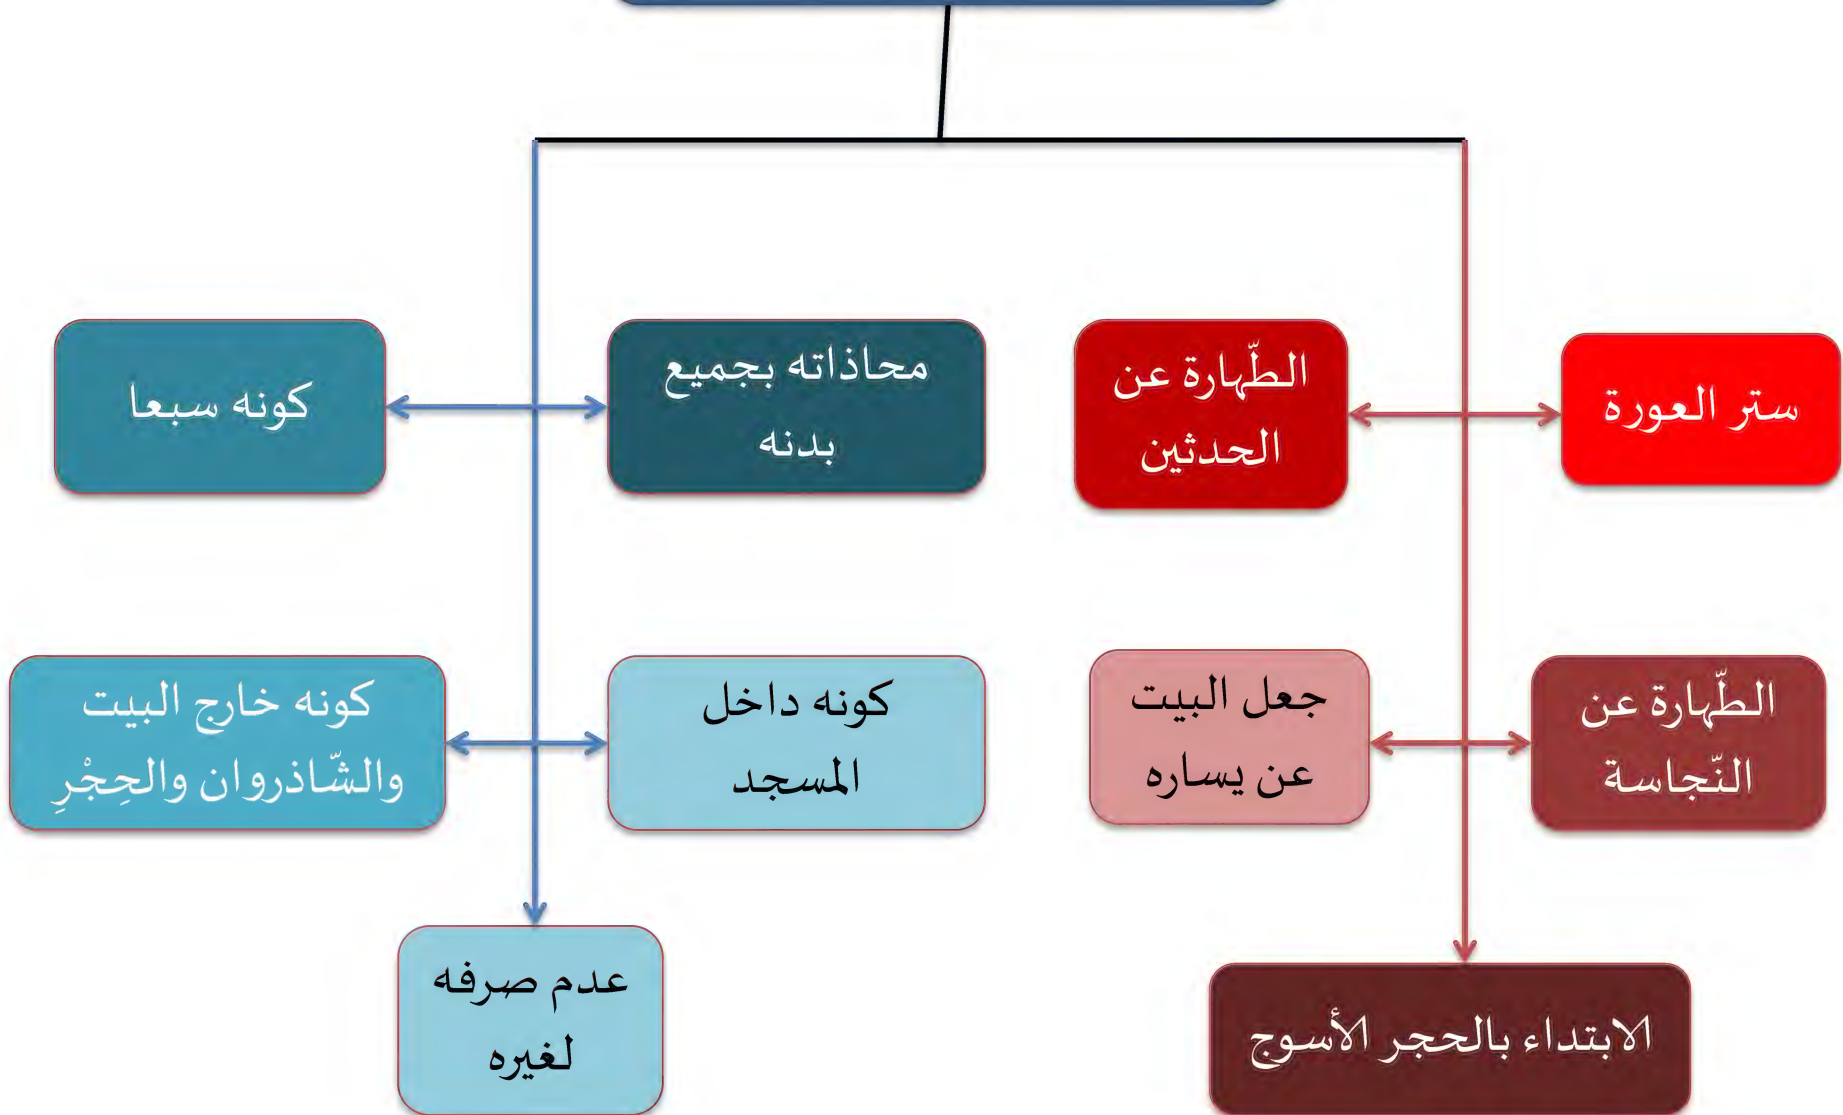 ستر العورة
الطّهارة عن
الحدثين
محاذاته بجميع
بدنه
كونه سبعا
الطّهارة عن
النّجاسة
جعل البيت
عن يساره
كونه داخل
المسجد
كونه خارج البيت
والشّاذروان والحِجْرِ
الابتداء بالحجر الأسوج
عدم صرفه
لغيره